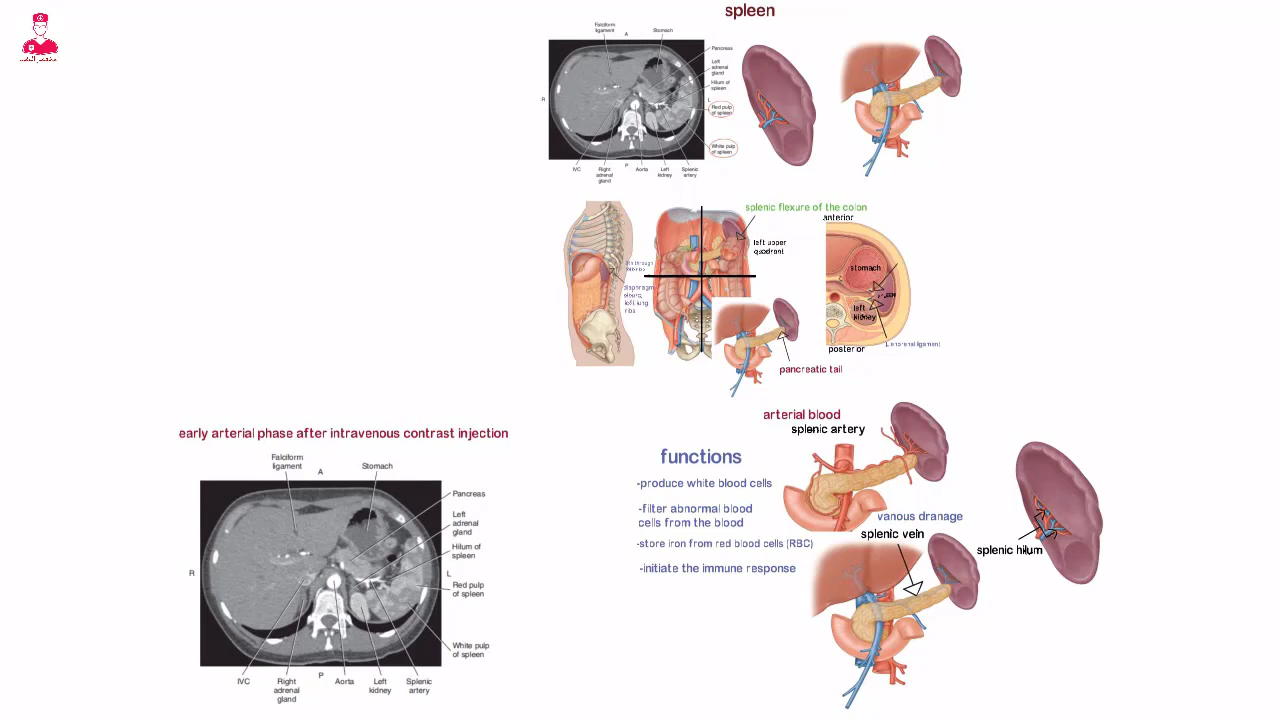 spleen
Falciform
ligament
A
Stomach
Pancreas
Left
adrenal
gland
Hilum of
spleen
R
L
Red pulp
of spleen
White pulp
of spleen
IVC
Right
adrenal
gland
P
Aorta
Left
kidney
Splenic
artery
splenic flexure of the colon
left upper
quadrant
diaphragm
left lung
ribs
anterior
stomach
left
kidney
posterior
ligament
pancreatic tail
early arterial phase after intravenous contrast injection
Falciform
ligament
A
Stomach
Pancreas
Left
adrenal
gland
Hilum of
spleen
R
L
Red pulp
of spleen
White pulp
of spleen
IVC
Right
adrenal
gland
P
Aorta
Left
kidney
Splenic
artery
functions
-produce white blood cells
-filter abnormal blood
cells from the blood
-store iron from red blood cells (RBC)
-initiate the immune response
arterial blood
splenic artery
vanous dranage
splenic vein
splenic hilum